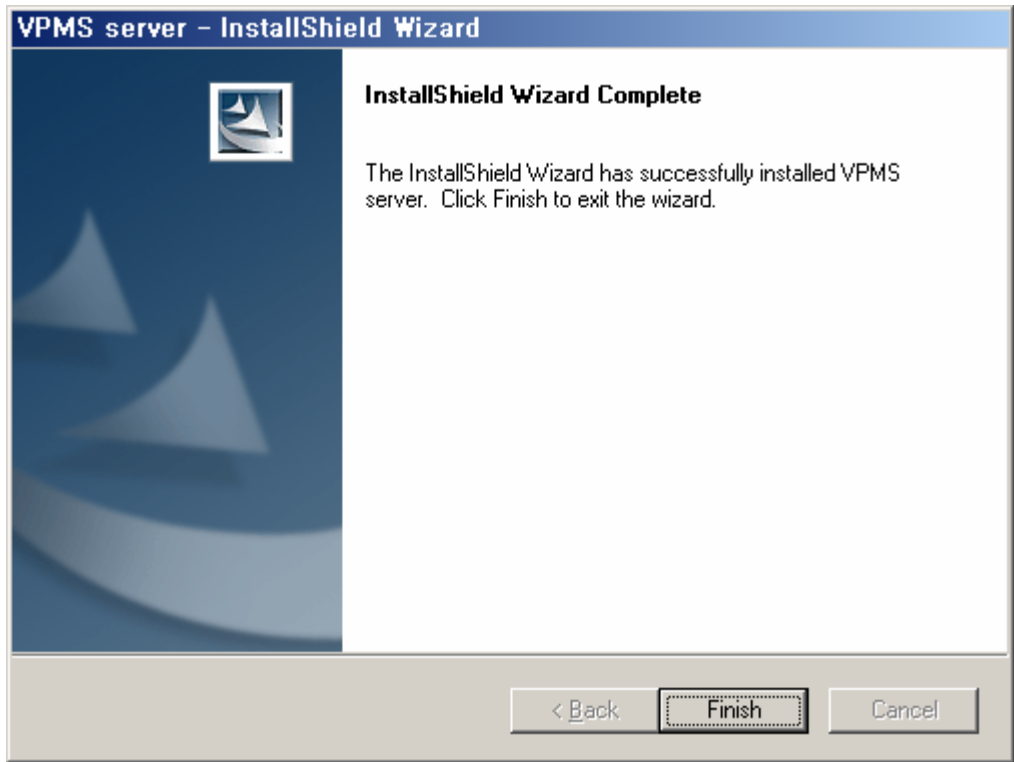 VPMS server - InstallShield Wizard
InstallShield Wizard Complete
The InstallShield Wizard has successfully installed VPMS
server.  Click Finish to exit the wizard.
< Back
Finish
Cancel